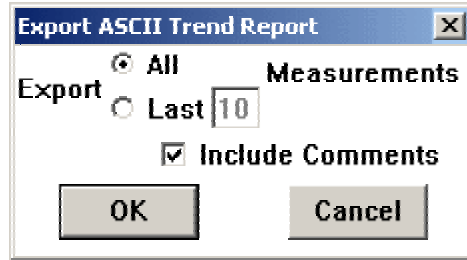 Export ASCII Trend Report
All
Export Measurements
Last 10
Include Comments
OK Cancel